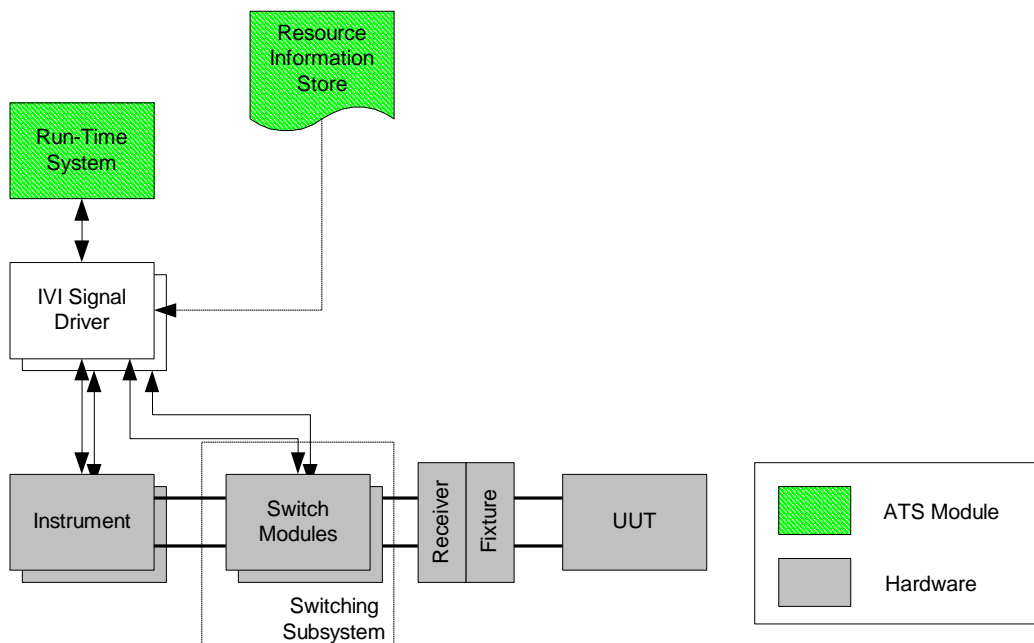 Resource
Information
Store
Run-Time
System
IVI Signal
Driver
Instrument
Switch
Modules
Receiver
Fixture
UUT
Switching
Subsystem
ATS Module
Hardware